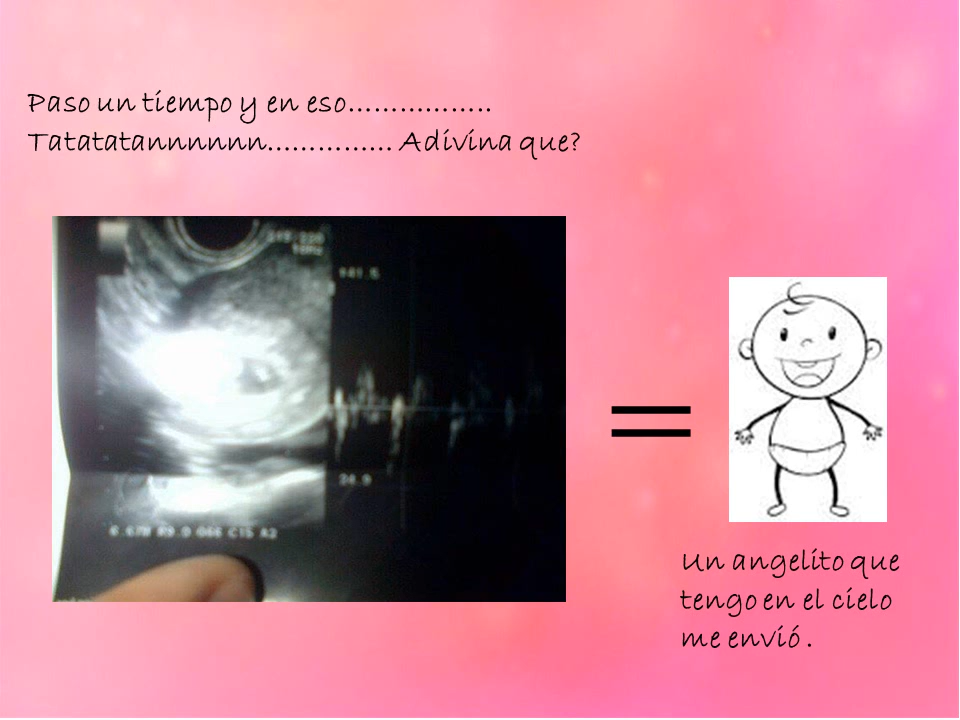 Paso un tiempo y en eso.................
Tatatatannnnnn............... Adivina que?
=
Un angelito que
tengo en el cielo
me envió .